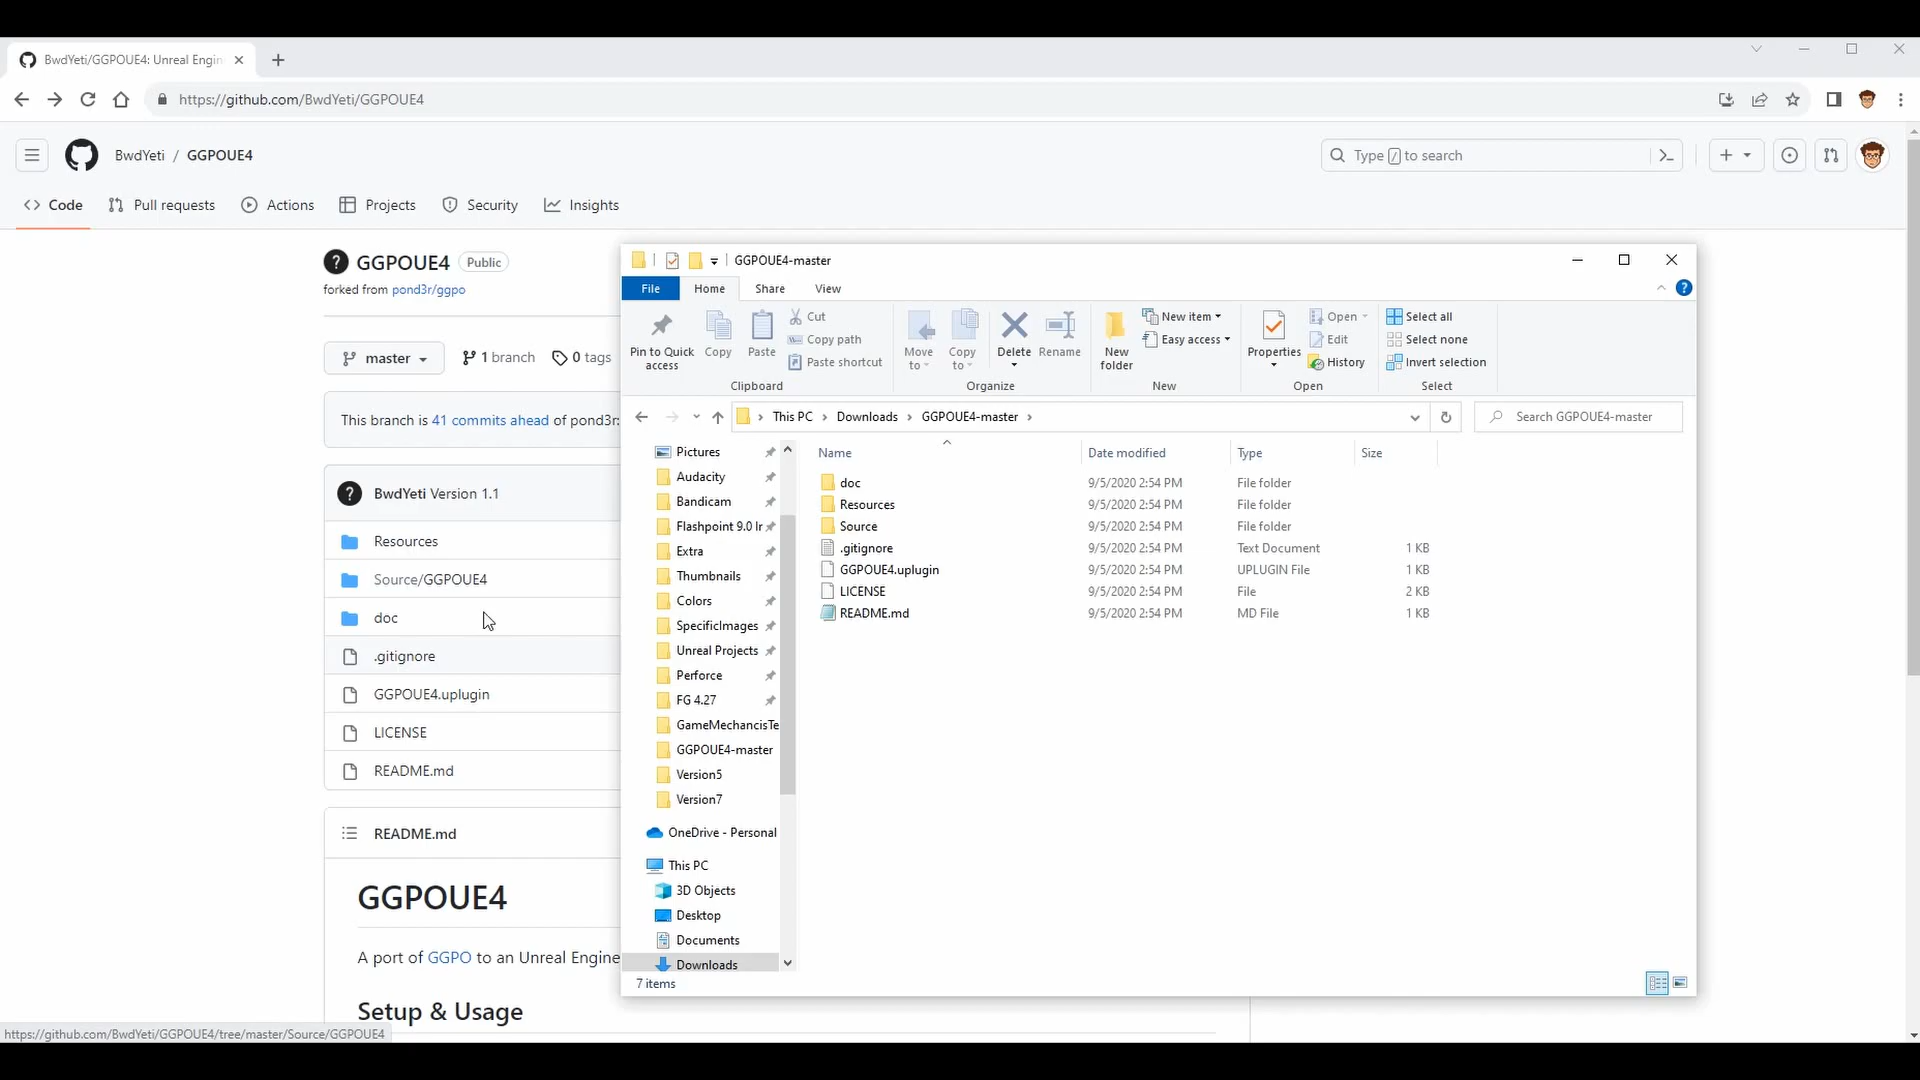 BwdYeti/GGPOUE4: Unreal Engin
https://github.com/BwdYeti/GGPOUE4
BwdYeti / GGPOUE4
Type / to search
Code
Pull requests
Actions
Projects
Security
Insights
GGPOUE4
Public
forked from pond3r/ggpo
master
1 branch
0 tags
This branch is 41 commits ahead of pond3r:
BwdYeti Version 1.1
Resources
Source/GGPOUE4
doc
.gitignore
GGPOUE4.uplugin
LICENSE
README.md
README.md
GGPOUE4
A port of GGPO to an Unreal Engine
Setup & Usage
https://github.com/BwdYeti/GGPOUE4/tree/master/Source/GGPOUE4
GGPOUE4-master
File
Home
Share
View
Pin to Quick access
Copy
Paste
Cut
Copy path
Paste shortcut
Clipboard
Move to
Copy to
Delete
Rename
Organize
New folder
New item
Easy access
New
Properties
Open
Edit
History
Open
Select all
Select none
Invert selection
Select
This PC > Downloads > GGPOUE4-master >
Search GGPOUE4-master
Pictures
Audacity
Bandicam
Flashpoint 9.0 Ir
Extra
Thumbnails
Colors
SpecificImages
Unreal Projects
Perforce
FG 4.27
GameMechancisTe
GGPOUE4-master
Version5
Version7
OneDrive - Personal
This PC
3D Objects
Desktop
Documents
Downloads
Name Date modified Type Size
doc 9/5/2020 2:54 PM File folder
Resources 9/5/2020 2:54 PM File folder
Source 9/5/2020 2:54 PM File folder
.gitignore 9/5/2020 2:54 PM Text Document 1 KB
GGPOUE4.uplugin 9/5/2020 2:54 PM UPLUGIN File 1 KB
LICENSE 9/5/2020 2:54 PM File 2 KB
README.md 9/5/2020 2:54 PM MD File 1 KB
7 items